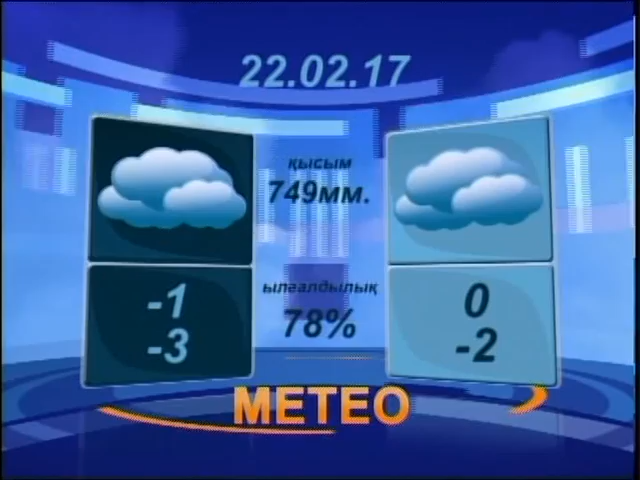 22.02.17
қысым
749мм.
-1
-3
ылғалдылық
78%
0
-2
МЕТЕО